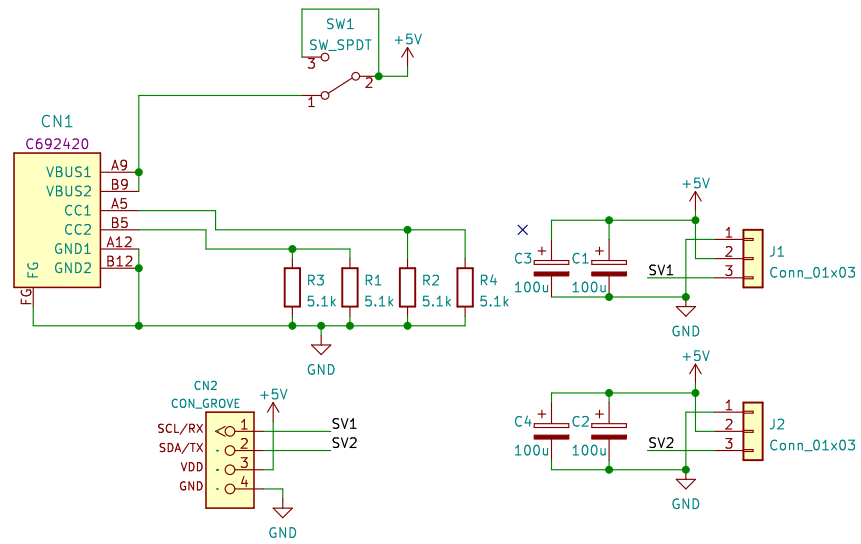 SW1
SW_SPDT
+5V
3
2
1
CN1
C692420
VBUS1 A9
VBUS2 B9
CC1 A5
CC2 B5
GND1 A12
GND2 B12
FG
FG
R3
5.1k
R1
5.1k
R2
5.1k
R4
5.1k
GND
+5V
C3
100u
C1
100u
SV1
1
2
3
J1
Conn_01x03
GND
CN2
CON_GROVE
+5V
SCL/RX 1 SV1
SDA/TX 2 SV2
VDD 3
GND 4
GND
+5V
C4
100u
C2
100u
SV2
1
2
3
J2
Conn_01x03
GND